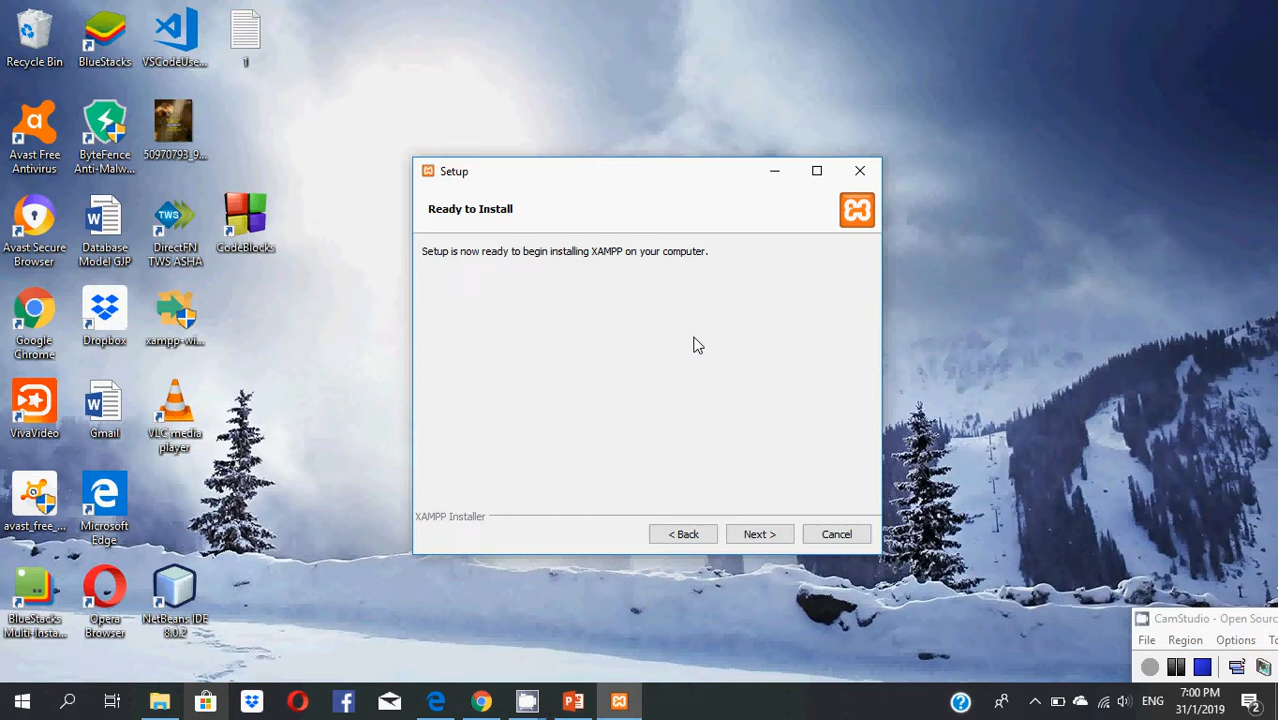 Recycle Bin
BlueStacks
VSCodeUse...
1
Avast Free
Antivirus
ByteFence
Anti-Malw...
50970793_9...
Avast Secure
Browser
Database
Model GJP
TWS
DirectFN
TWS ASHA
CodeBlocks
Google
Chrome
Dropbox
xampp-wi...
VivaVideo
Gmail
VLC media
player
avast_free_...
Microsoft
Edge
BlueStacks
Multi-Insta...
Opera
Browser
NetBeans IDE
8.0.2
Setup
Ready to Install
Setup is now ready to begin installing XAMPP on your computer.
XAMPP Installer
< Back
Next >
Cancel
CamStudio - Open Sourc
File
Region
Options
To
ENG
7:00 PM
31/1/2019
2